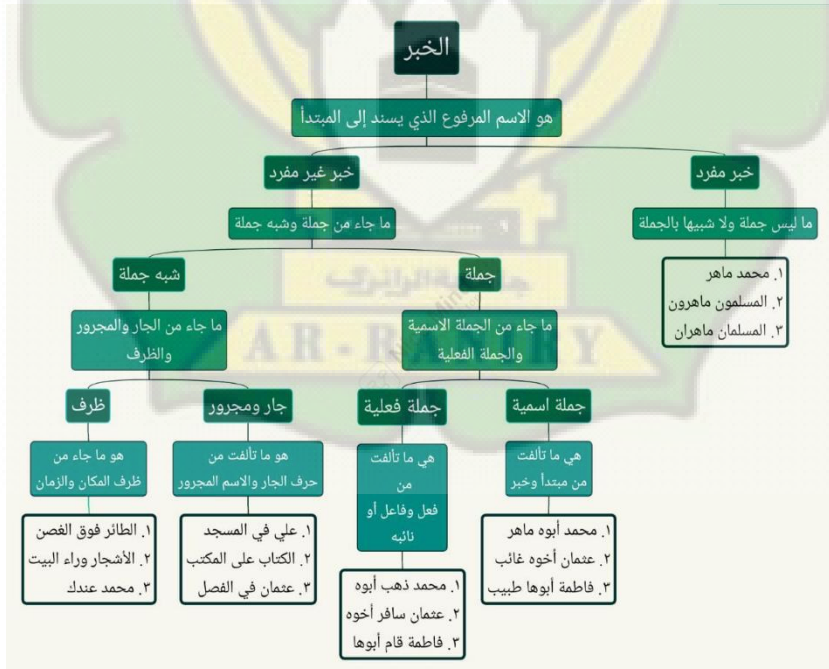 الخبر
هو الاسم المرفوع الذي يسند إلى المبتدأ
خبر مفرد
ما ليس جملة ولا شبيها بالجملة
١. محمد ماهر
٢. المسلمون ماهرون
٣. المسلمان ماهران
خبر غير مفرد
ما جاء من جملة وشبه جملة
جملة
ما جاء من الجملة الاسمية
والجملة الفعلية
جملة اسمية
هي ما تألفت
من مبتدأ وخبر
١. محمد أبوه ماهر
٢. عثمان أخوه غائب
٣. فاطمة أبوها طبيب
جملة فعلية
هي ما تألفت
من
فعل وفاعل أو
نائبه
١. محمد ذهب أبوه
٢. عثمان سافر أخوه
٣. فاطمة قام أبوها
شبه جملة
ما جاء من الجار والمجرور
والظرف
جار ومجرور
هو ما تألفت من
حرف الجار والاسم المجرور
١. علي في المسجد
٢. الكتاب على المكتب
٣. عثمان في الفصل
ظرف
هو ما جاء من
ظرف المكان والزمان
١. الطائر فوق الغصن
٢. الأشجار وراء البيت
٣. محمد عندك
جامعة الرانري
AR-RANIRY